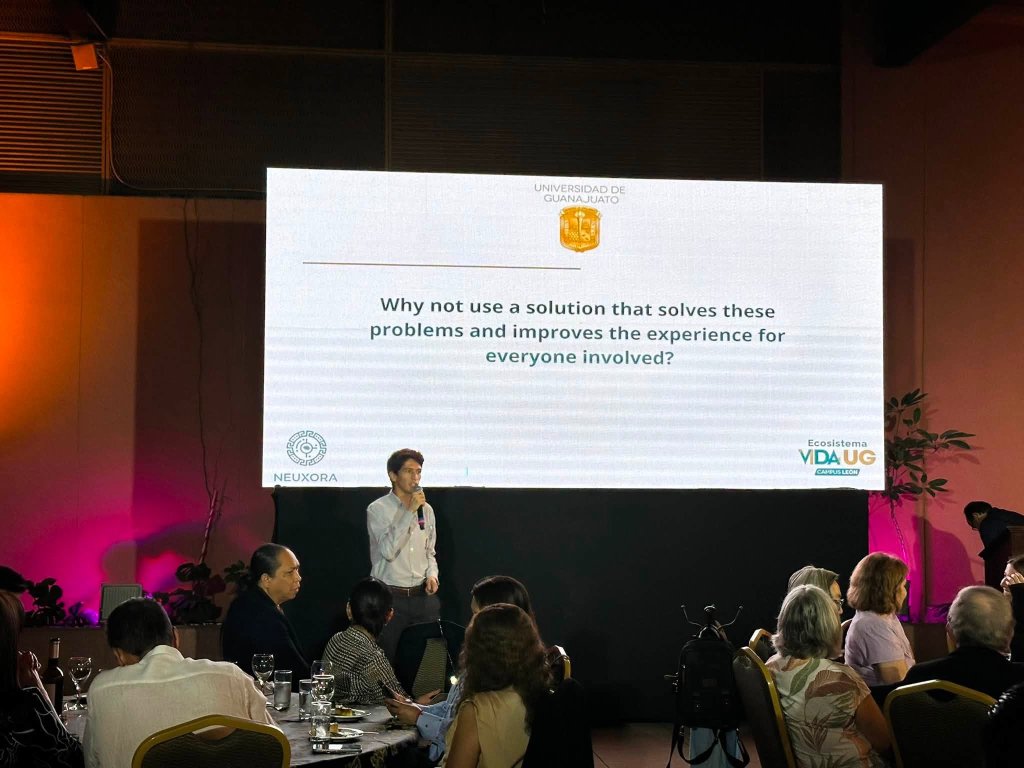 UNIVERSIDAD DE
GUANAJUATO
Why not use a solution that solves these
problems and improves the experience for
everyone involved?
NEUXORA
Ecosistema
VIDA UG
CAMPUS LEÓN